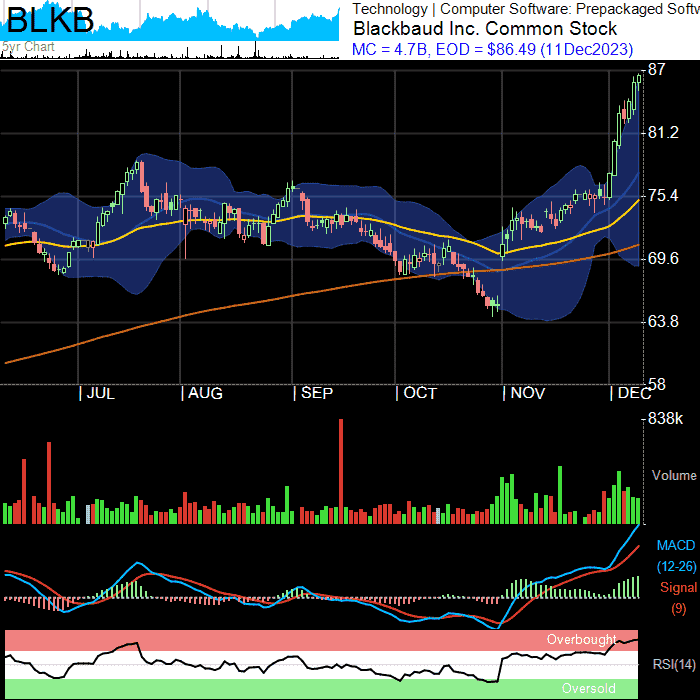 BLKB
5yr Chart
Technology | Computer Software: Prepackaged Softw
Blackbaud Inc. Common Stock
MC = 4.7B, EOD = $86.49 (11Dec2023)
87
81.2
75.4
69.6
63.8
58
| JUL | AUG | SEP | OCT | NOV | DEC
838k
Volume
MACD
(12-26)
Signal
(9)
Overbought
RSI(14)
Oversold